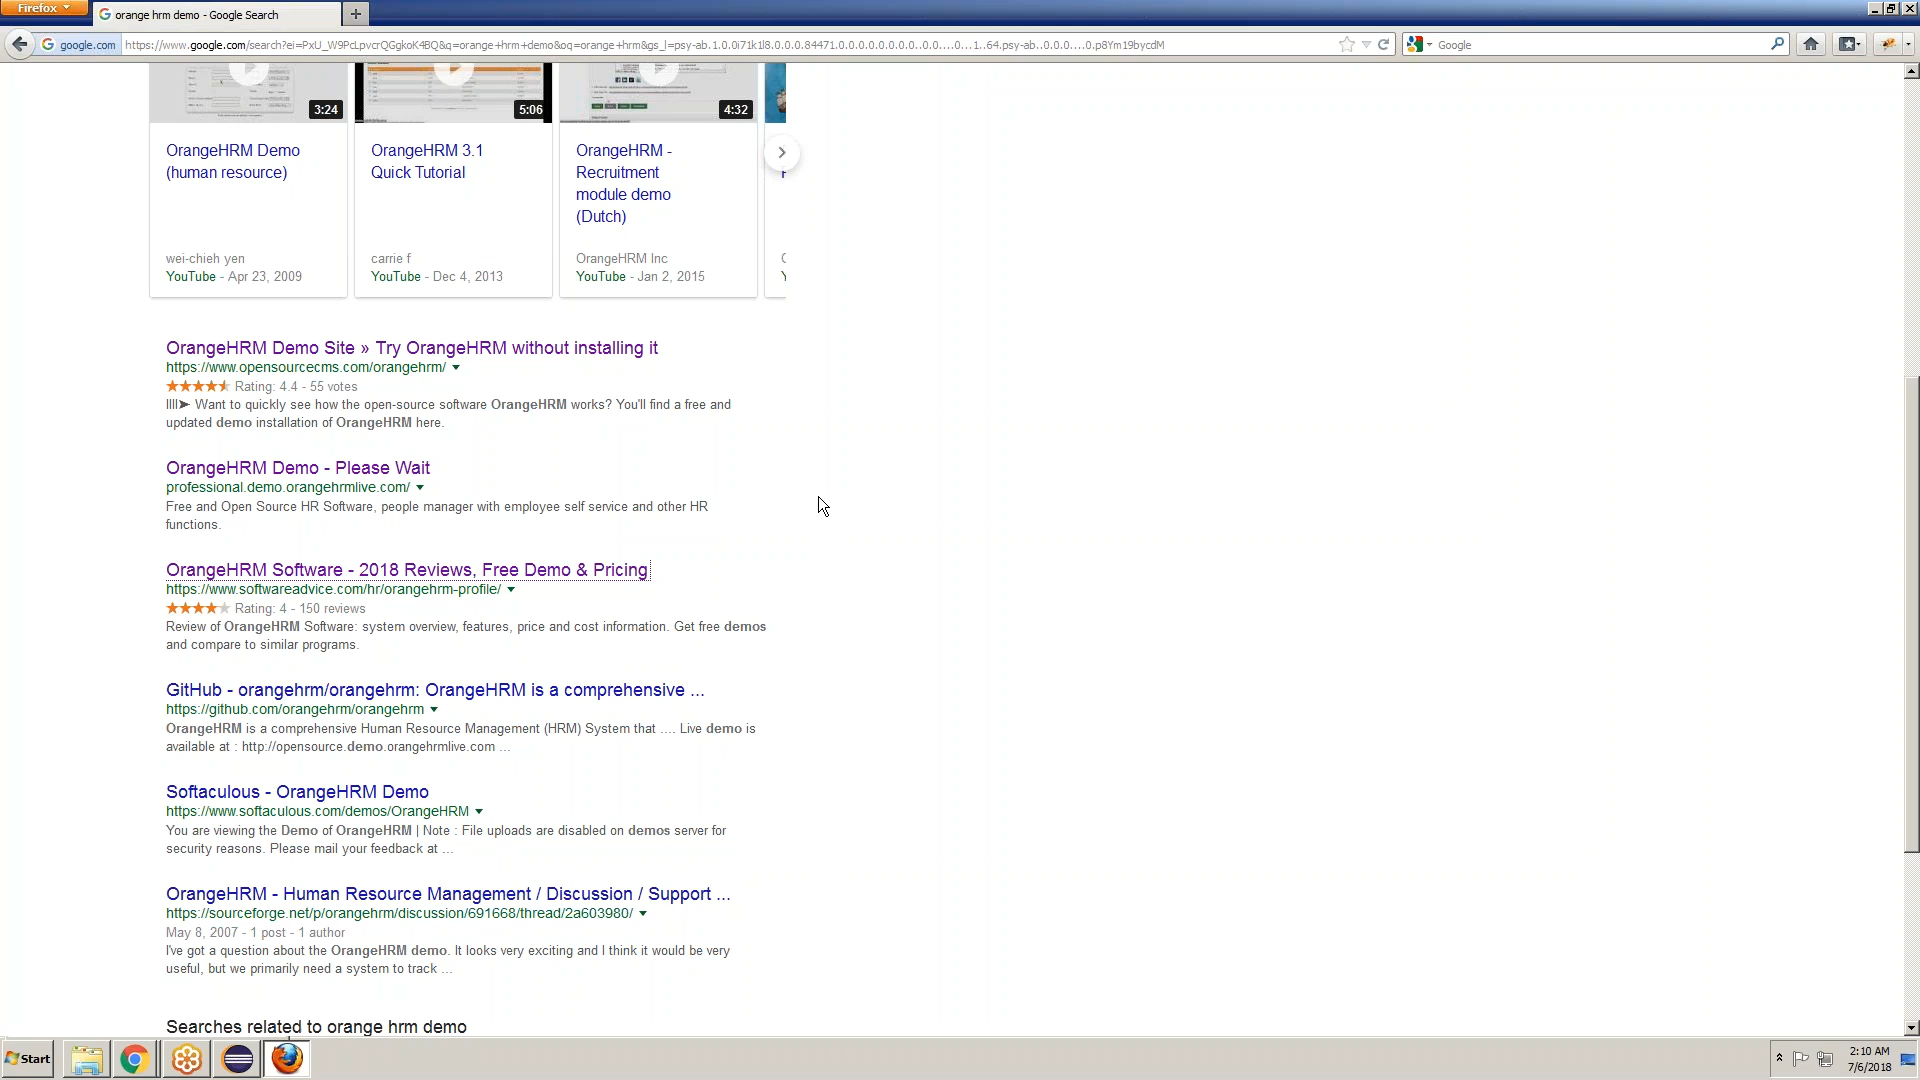 Firefox
orange hrm demo - Google Search
google.com
https://www.google.com/search?ei=PxU_W9PcLpvcrQGgkoK4BQ&q=orange+hrm+demo&oq=orange+hrm&gs_l=psy-ab.1.0.0i71k1l8.0.0.0.84471.0.0.0.0.0.0.0.0..0.0....0...1..64.psy-ab..0.0.0....0.p8Ym19bycdM
Google
3:24
5:06
4:32
OrangeHRM Demo
(human resource)
wei-chieh yen
YouTube - Apr 23, 2009
OrangeHRM 3.1
Quick Tutorial
carrie f
YouTube - Dec 4, 2013
OrangeHRM -
Recruitment
module demo
(Dutch)
OrangeHRM Inc
YouTube - Jan 2, 2015
OrangeHRM Demo Site » Try OrangeHRM without installing it
https://www.opensourcecms.com/orangehrm/
Rating: 4.4 - 55 votes
llll➤ Want to quickly see how the open-source software OrangeHRM works? You'll find a free and
updated demo installation of OrangeHRM here.
OrangeHRM Demo - Please Wait
professional.demo.orangehrmlive.com/
Free and Open Source HR Software, people manager with employee self service and other HR
functions.
OrangeHRM Software - 2018 Reviews, Free Demo & Pricing
https://www.softwareadvice.com/hr/orangehrm-profile/
Rating: 4 - 150 reviews
Review of OrangeHRM Software: system overview, features, price and cost information. Get free demos
and compare to similar programs.
GitHub - orangehrm/orangehrm: OrangeHRM is a comprehensive ...
https://github.com/orangehrm/orangehrm
OrangeHRM is a comprehensive Human Resource Management (HRM) System that .... Live demo is
available at : http://opensource.demo.orangehrmlive.com ...
Softaculous - OrangeHRM Demo
https://www.softaculous.com/demos/OrangeHRM
You are viewing the Demo of OrangeHRM | Note : File uploads are disabled on demos server for
security reasons. Please mail your feedback at ...
OrangeHRM - Human Resource Management / Discussion / Support ...
https://sourceforge.net/p/orangehrm/discussion/691668/thread/2a603980/
May 8, 2007 - 1 post - 1 author
I've got a question about the OrangeHRM demo. It looks very exciting and I think it would be very
useful, but we primarily need a system to track ...
Searches related to orange hrm demo
Start
2:10 AM
7/6/2018